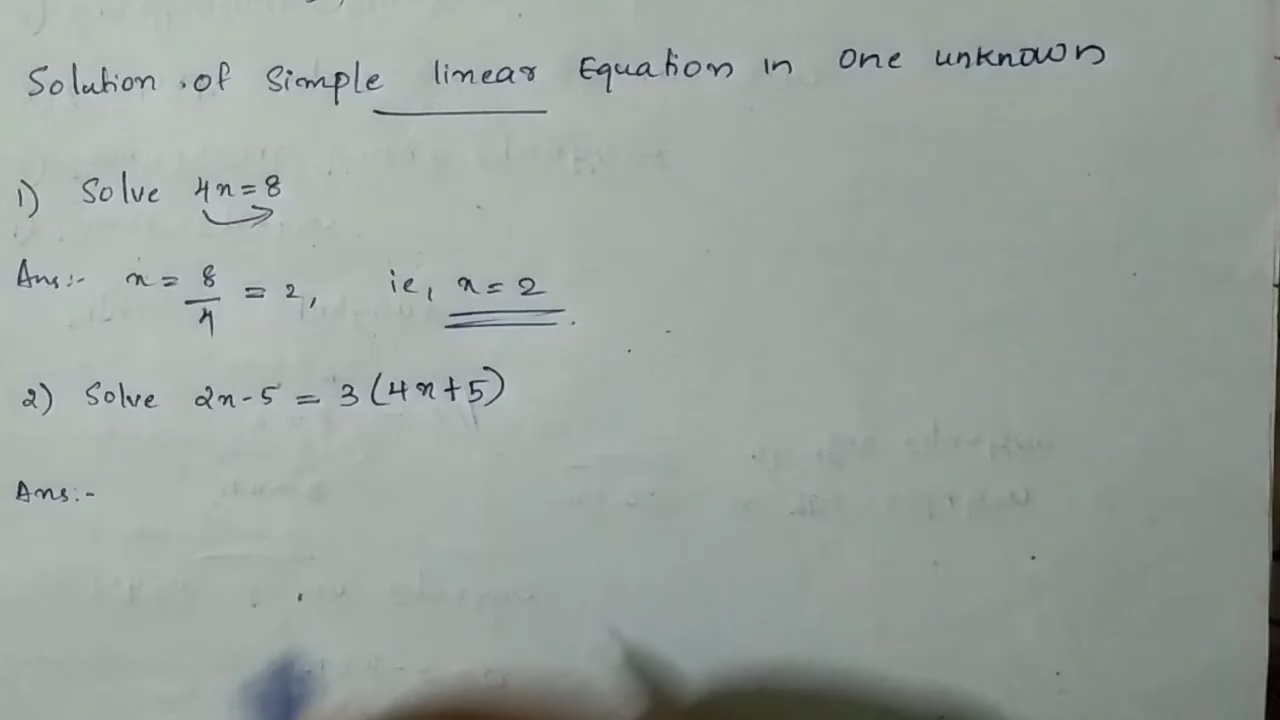 Solution of Simple linear Equation in one unknown
1) Solve 4x=8
Ans:- x = 8/4 = 2, ie, x = 2
2) Solve 2x-5 = 3(4x+5)
Ans:-